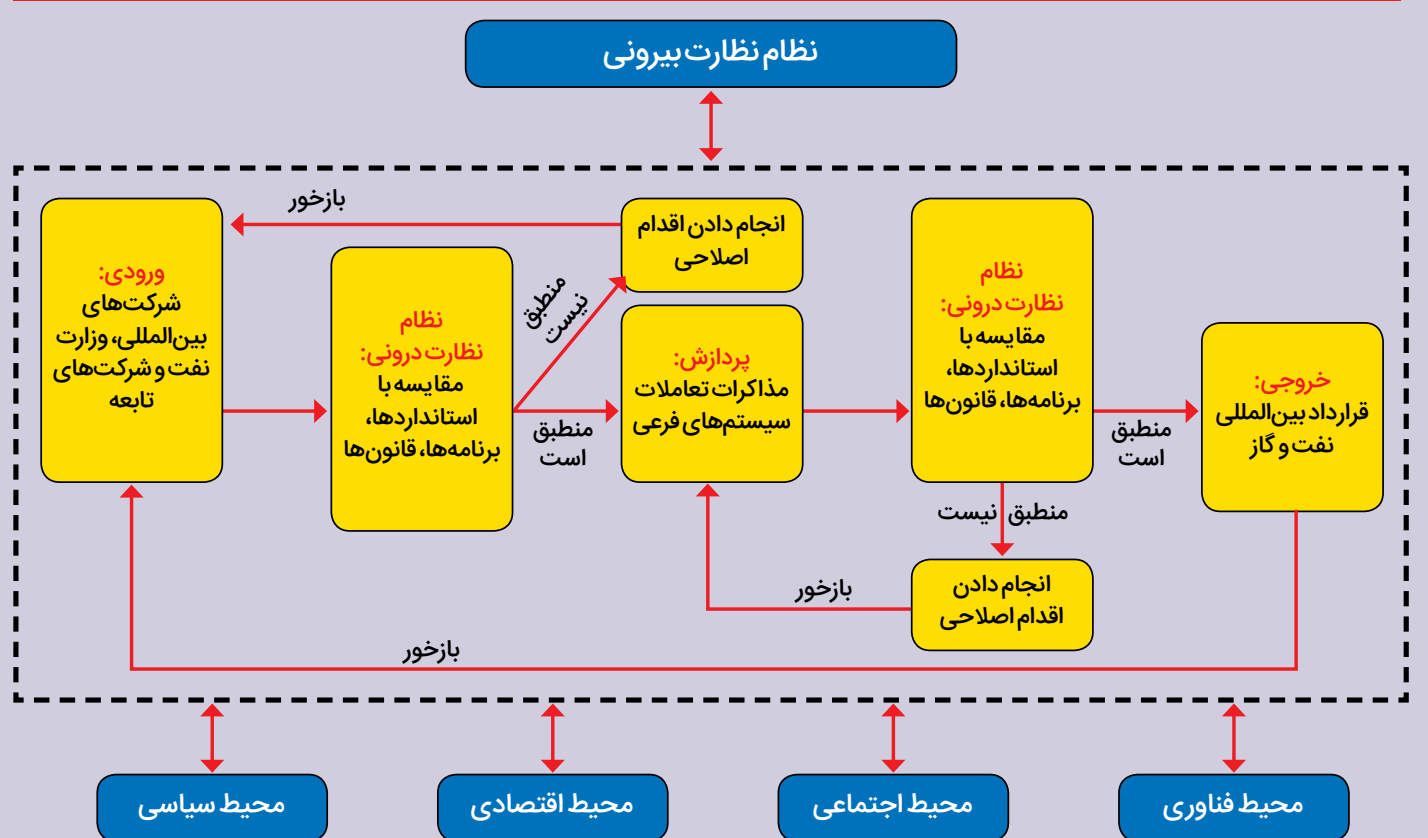 نظام نظارت بیرونی
بازخور
ورودی:
شرکت‌های
بین‌المللی، وزارت
نفت و شرکت‌های
تابعه
نظام
نظارت درونی:
مقایسه با
استانداردها،
برنامه‌ها، قانون‌ها
منطبق
نیست
منطبق
است
انجام دادن اقدام
اصلاحی
پردازش:
مذاکرات تعاملات
سیستم‌های فرعی
نظام
نظارت درونی:
مقایسه با
استانداردها،
برنامه‌ها، قانون‌ها
منطبق
است
خروجی:
قرارداد بین‌المللی
نفت و گاز
منطبق نیست
انجام دادن
اقدام اصلاحی
بازخور
بازخور
محیط سیاسی
محیط اقتصادی
محیط اجتماعی
محیط فناوری